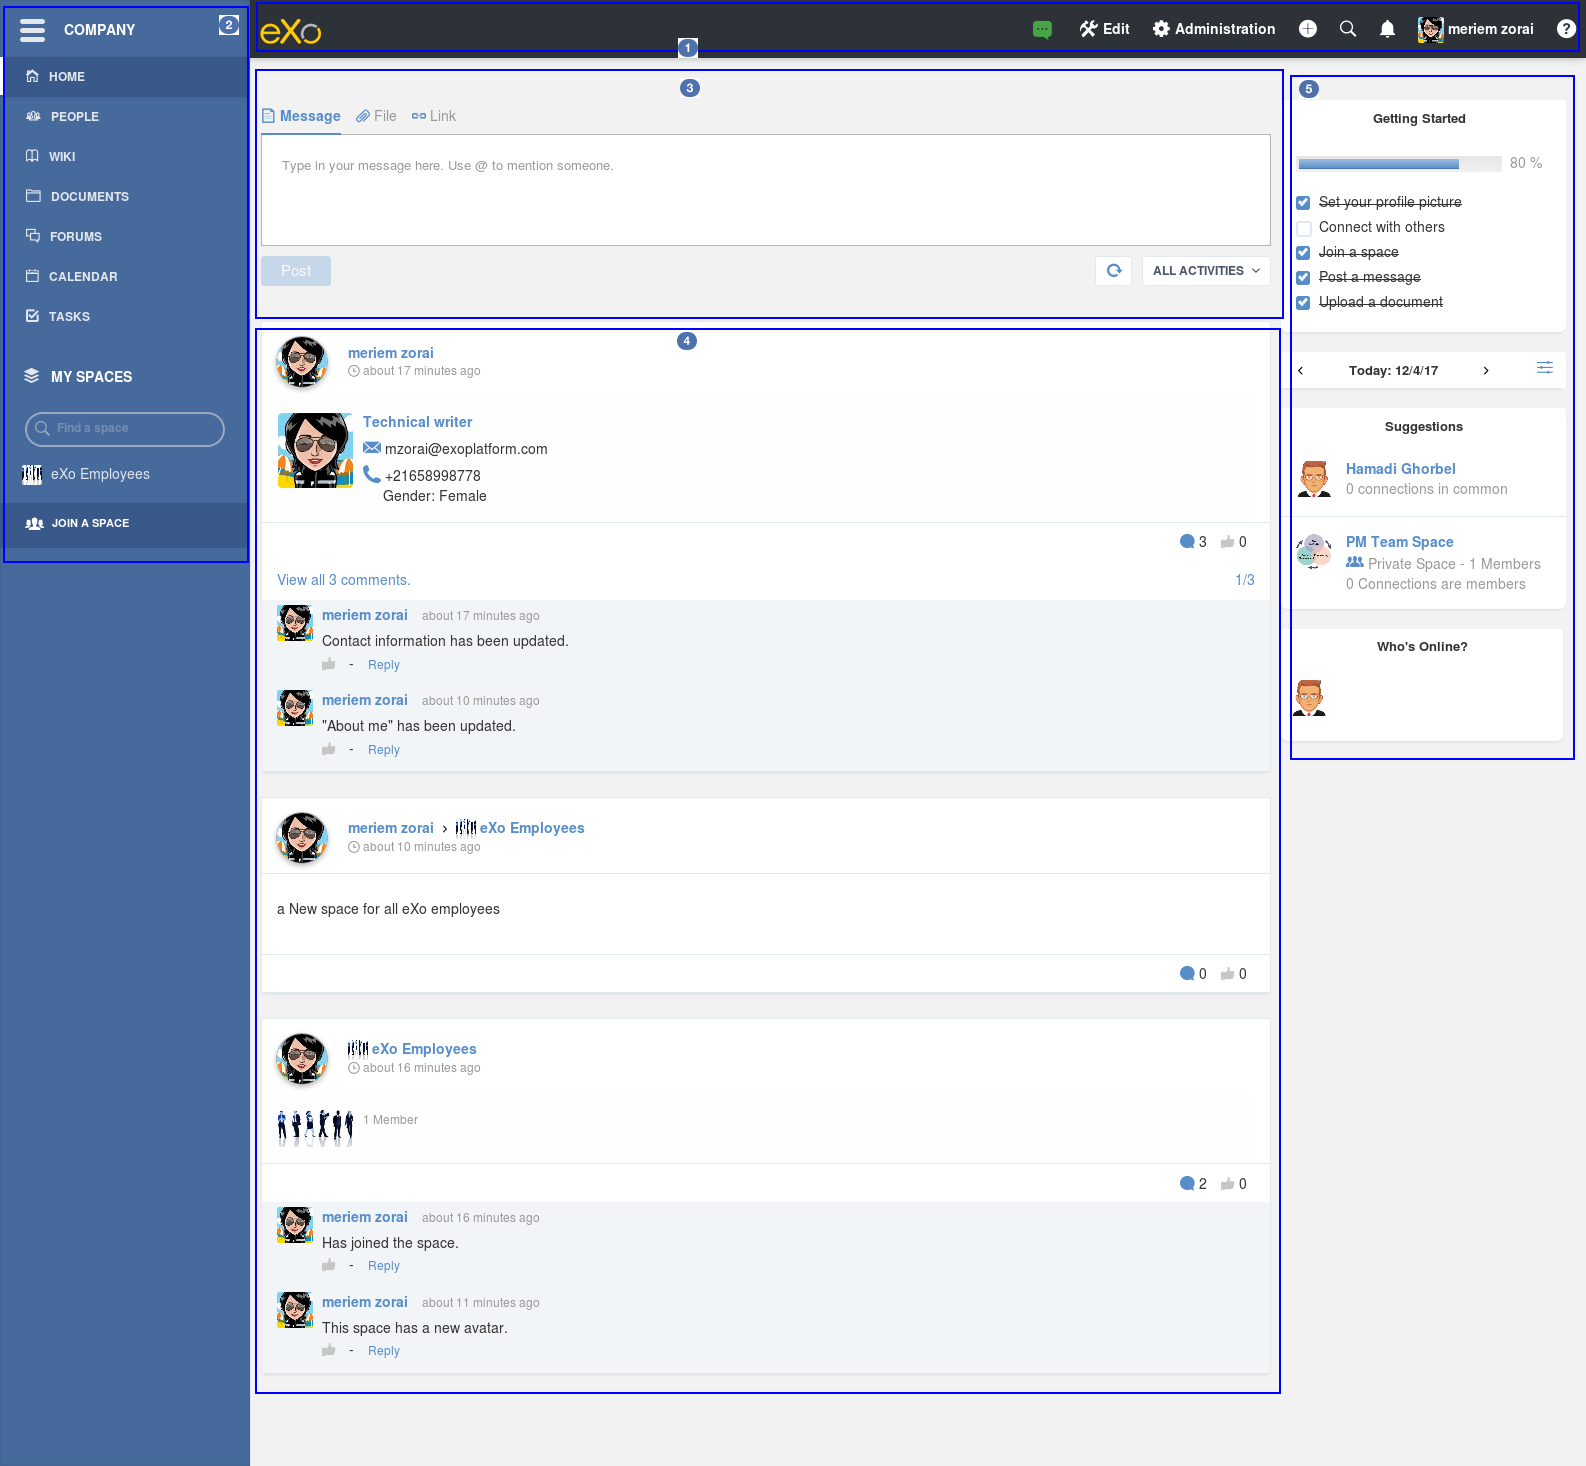 COMPANY
2
HOME
PEOPLE
WIKI
DOCUMENTS
FORUMS
CALENDAR
TASKS
MY SPACES
Find a space
eXo Employees
JOIN A SPACE
eXo
1
Edit
Administration
meriem zorai
?
3
Message File Link
Type in your message here. Use @ to mention someone.
Post
ALL ACTIVITIES
4
meriem zorai
about 17 minutes ago
Technical writer
mzorai@exoplatform.com
+21658998778
Gender: Female
3 0
View all 3 comments. 1/3
meriem zorai about 17 minutes ago
Contact information has been updated.
- Reply
meriem zorai about 10 minutes ago
"About me" has been updated.
- Reply
meriem zorai › eXo Employees
about 10 minutes ago
a New space for all eXo employees
0 0
eXo Employees
about 16 minutes ago
1 Member
2 0
meriem zorai about 16 minutes ago
Has joined the space.
- Reply
meriem zorai about 11 minutes ago
This space has a new avatar.
- Reply
5
Getting Started
80 %
Set your profile picture
Connect with others
Join a space
Post a message
Upload a document
Today: 12/4/17
Suggestions
Hamadi Ghorbel
0 connections in common
PM Team Space
Private Space - 1 Members
0 Connections are members
Who's Online?